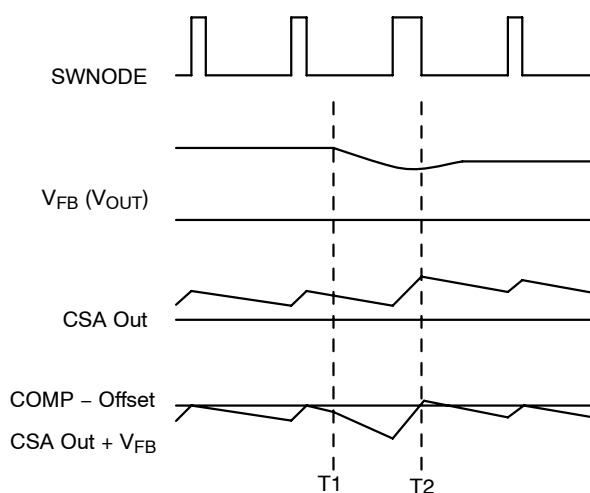 SWNODE
VFB (VOUT)
CSA Out
COMP – Offset
CSA Out + VFB
T1
T2